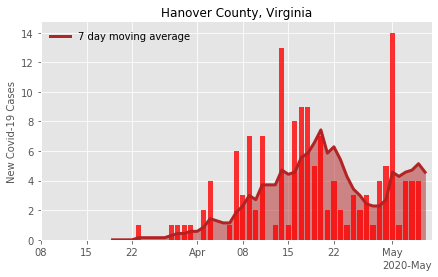 Hanover County, Virginia
7 day moving average
New Covid-19 Cases
14
12
10
8
6
4
2
0
08 15 22 Apr 08 15 22 May
2020-May